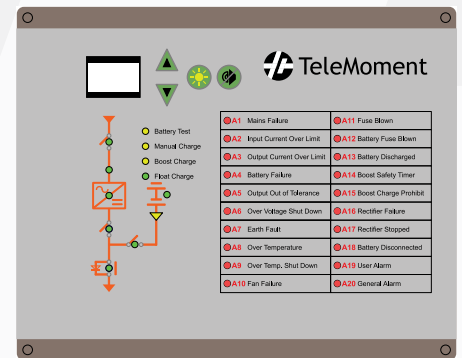 TeleMoment
Battery Test
Manual Charge
Boost Charge
Float Charge
A1 Mains Failure
A2 Input Current Over Limit
A3 Output Current Over Limit
A4 Battery Failure
A5 Output Out of Tolerance
A6 Over Voltage Shut Down
A7 Earth Fault
A8 Over Temperature
A9 Over Temp. Shut Down
A10 Fan Failure
A11 Fuse Blown
A12 Battery Fuse Blown
A13 Battery Discharged
A14 Boost Safety Timer
A15 Boost Charge Prohibit
A16 Rectifier Failure
A17 Rectifier Stopped
A18 Battery Disconnected
A19 User Alarm
A20 General Alarm